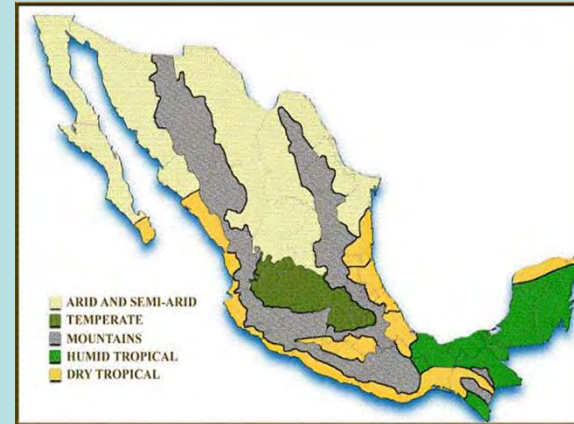 ARID AND SEMI-ARID
TEMPERATE
MOUNTAINS
HUMID TROPICAL
DRY TROPICAL